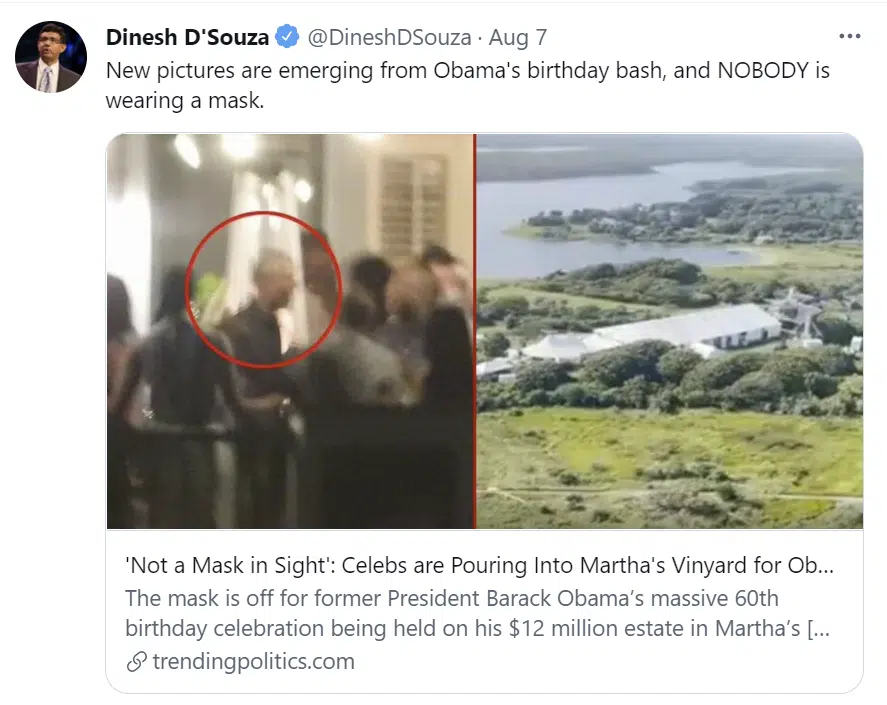 Dinesh D'Souza @DineshDSouza · Aug 7
New pictures are emerging from Obama's birthday bash, and NOBODY is
wearing a mask.
'Not a Mask in Sight': Celebs are Pouring Into Martha's Vinyard for Ob...
The mask is off for former President Barack Obama’s massive 60th
birthday celebration being held on his $12 million estate in Martha’s [...
trendingpolitics.com